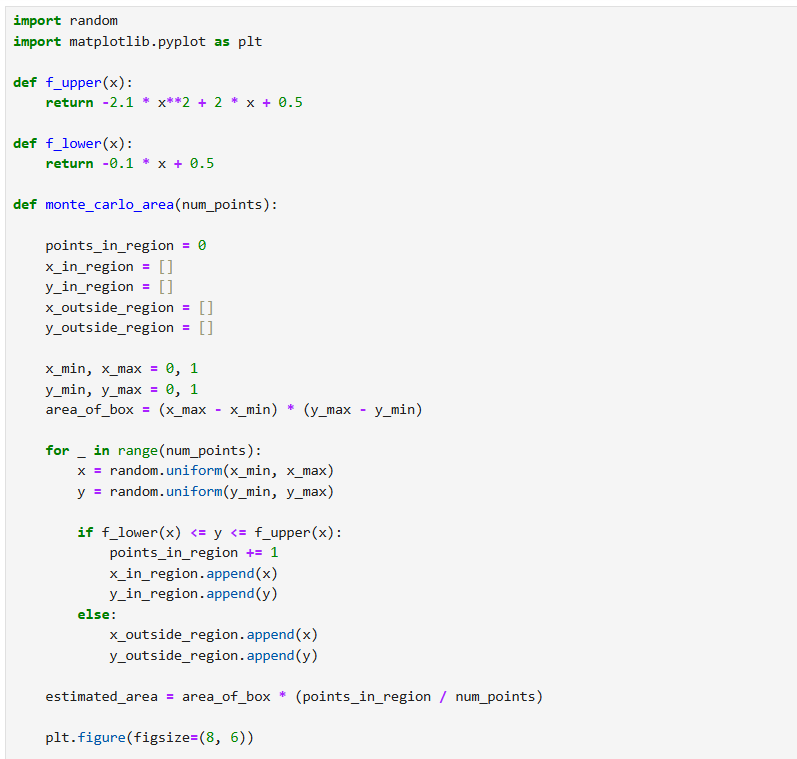 import random
import matplotlib.pyplot as plt

def f_upper(x):
    return -2.1 * x**2 + 2 * x + 0.5

def f_lower(x):
    return -0.1 * x + 0.5

def monte_carlo_area(num_points):

    points_in_region = 0
    x_in_region = []
    y_in_region = []
    x_outside_region = []
    y_outside_region = []

    x_min, x_max = 0, 1
    y_min, y_max = 0, 1
    area_of_box = (x_max - x_min) * (y_max - y_min)

    for _ in range(num_points):
        x = random.uniform(x_min, x_max)
        y = random.uniform(y_min, y_max)

        if f_lower(x) <= y <= f_upper(x):
            points_in_region += 1
            x_in_region.append(x)
            y_in_region.append(y)
        else:
            x_outside_region.append(x)
            y_outside_region.append(y)

    estimated_area = area_of_box * (points_in_region / num_points)

    plt.figure(figsize=(8, 6))